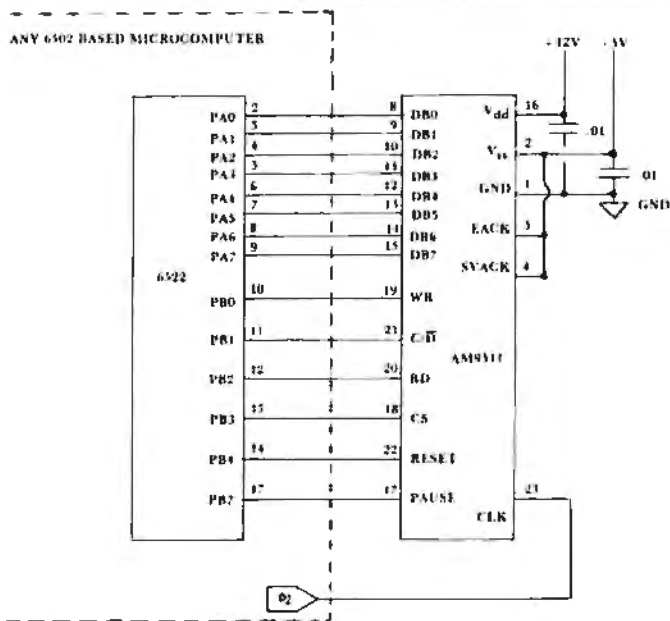 ANY 6502 BASED MICROCOMPUTER
+12V
5V
PA0 2 8 DB0
PA1 3 9 DB1
PA2 4 10 DB2
PA3 5 11 DB3
PA4 6 12 DB4
PA5 7 13 DB5
PA6 8 14 DB6
PA7 9 15 DB7
6522
PB0 10 19 WR
PB1 11 21 C/D
PB2 12 20 RD
PB3 13 18 CS
PB4 14 22 RESET
PB7 17 17 PAUSE
Vdd 16
.01
2
GND 1
01
GND
EACK 3
SVACK 4
AM9511
CLK 23